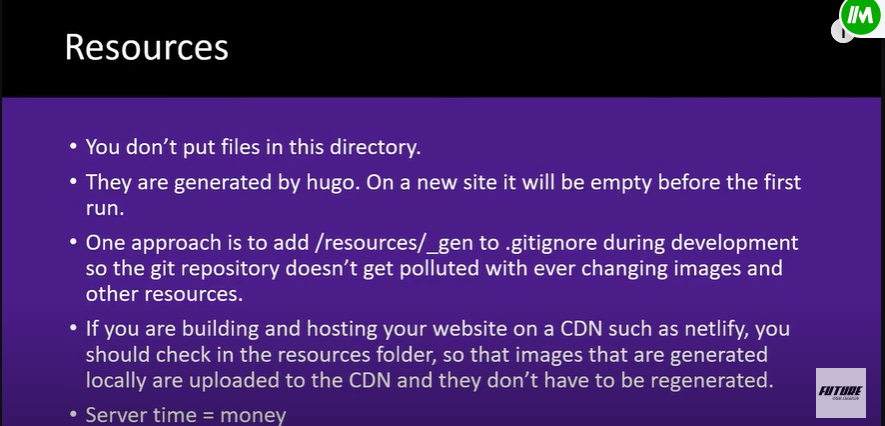 Resources
• You don't put files in this directory.
• They are generated by hugo. On a new site it will be empty before the first
run.
• One approach is to add /resources/_gen to .gitignore during development
so the git repository doesn't get polluted with ever changing images and
other resources.
• If you are building and hosting your website on a CDN such as netlify, you
should check in the resources folder, so that images that are generated
locally are uploaded to the CDN and they don't have to be regenerated.
• Server time = money